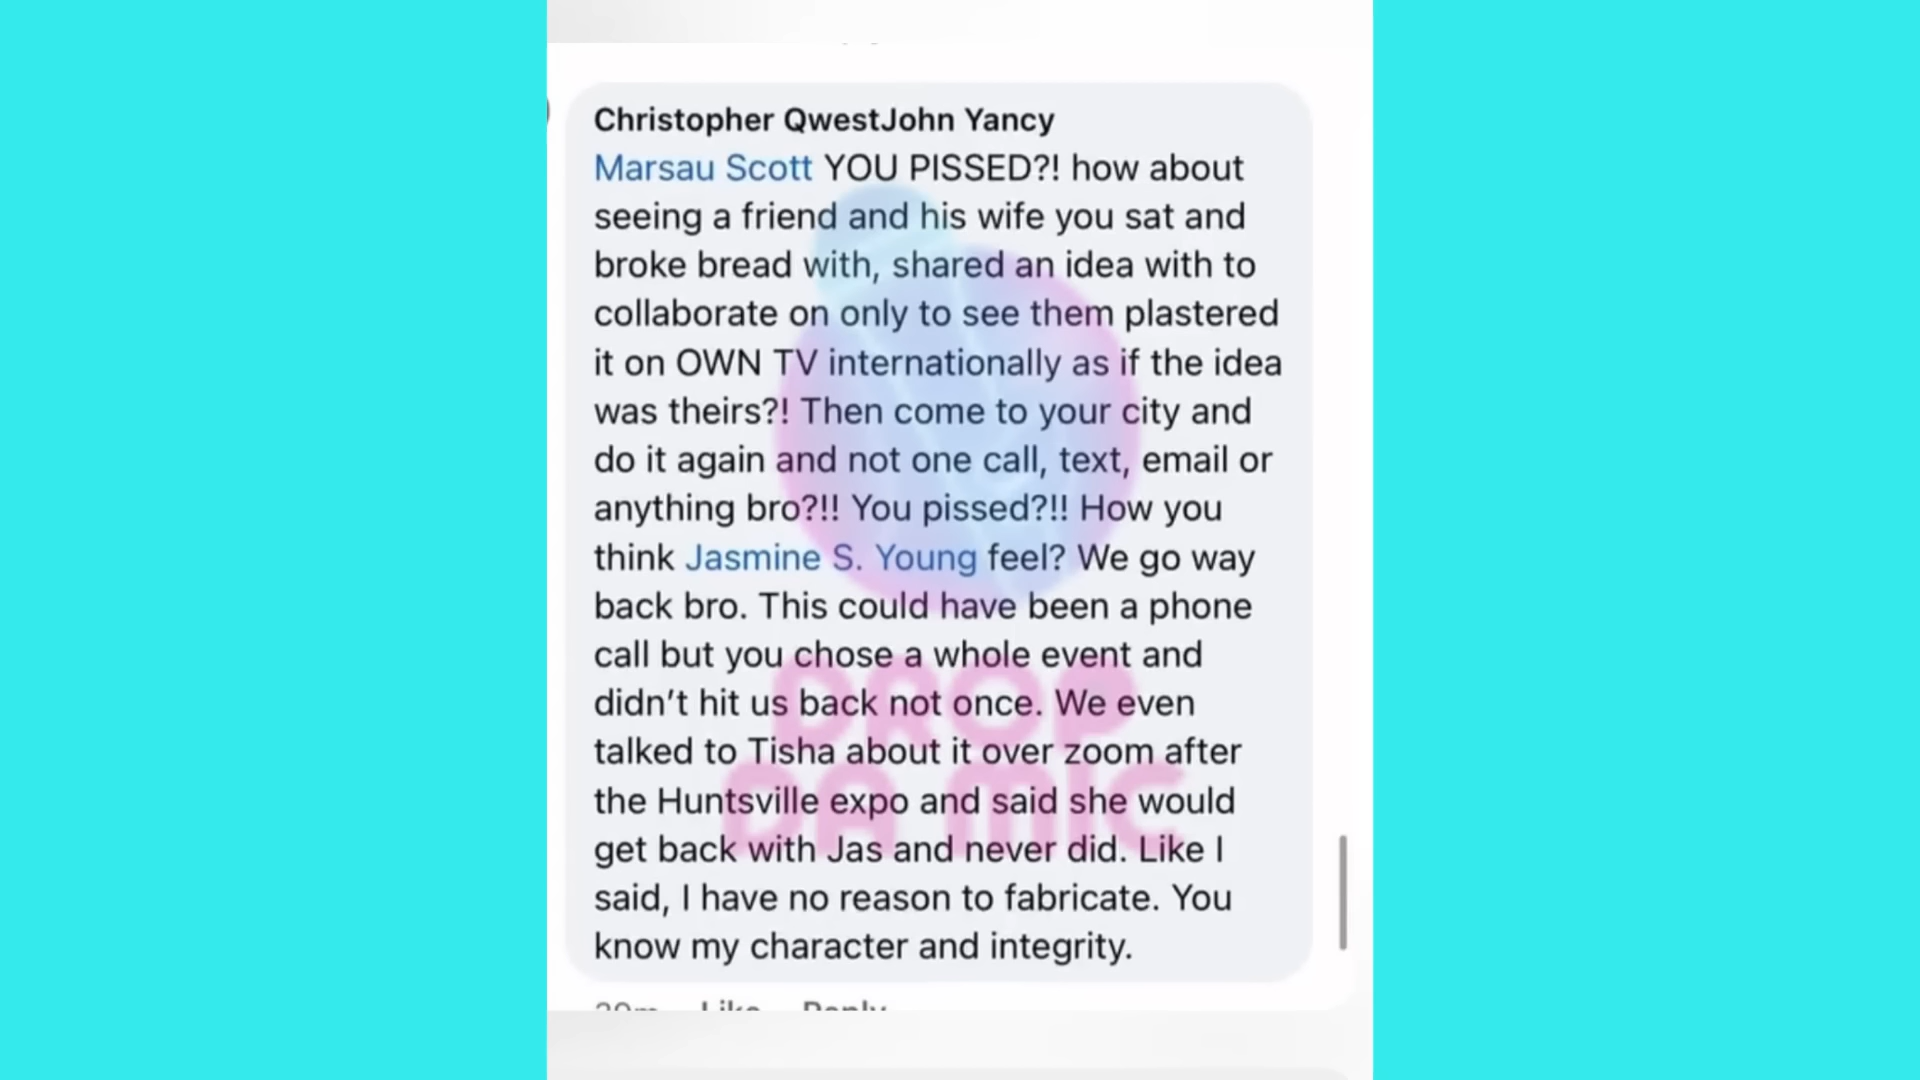 Christopher QwestJohn Yancy
Marsau Scott YOU PISSED?! how about
seeing a friend and his wife you sat and
broke bread with, shared an idea with to
collaborate on only to see them plastered
it on OWN TV internationally as if the idea
was theirs?! Then come to your city and
do it again and not one call, text, email or
anything bro?!! You pissed?!! How you
think Jasmine S. Young feel? We go way
back bro. This could have been a phone
call but you chose a whole event and
didn't hit us back not once. We even
talked to Tisha about it over zoom after
the Huntsville expo and said she would
get back with Jas and never did. Like I
said, I have no reason to fabricate. You
know my character and integrity.
Like Reply
DROP
DA MIC